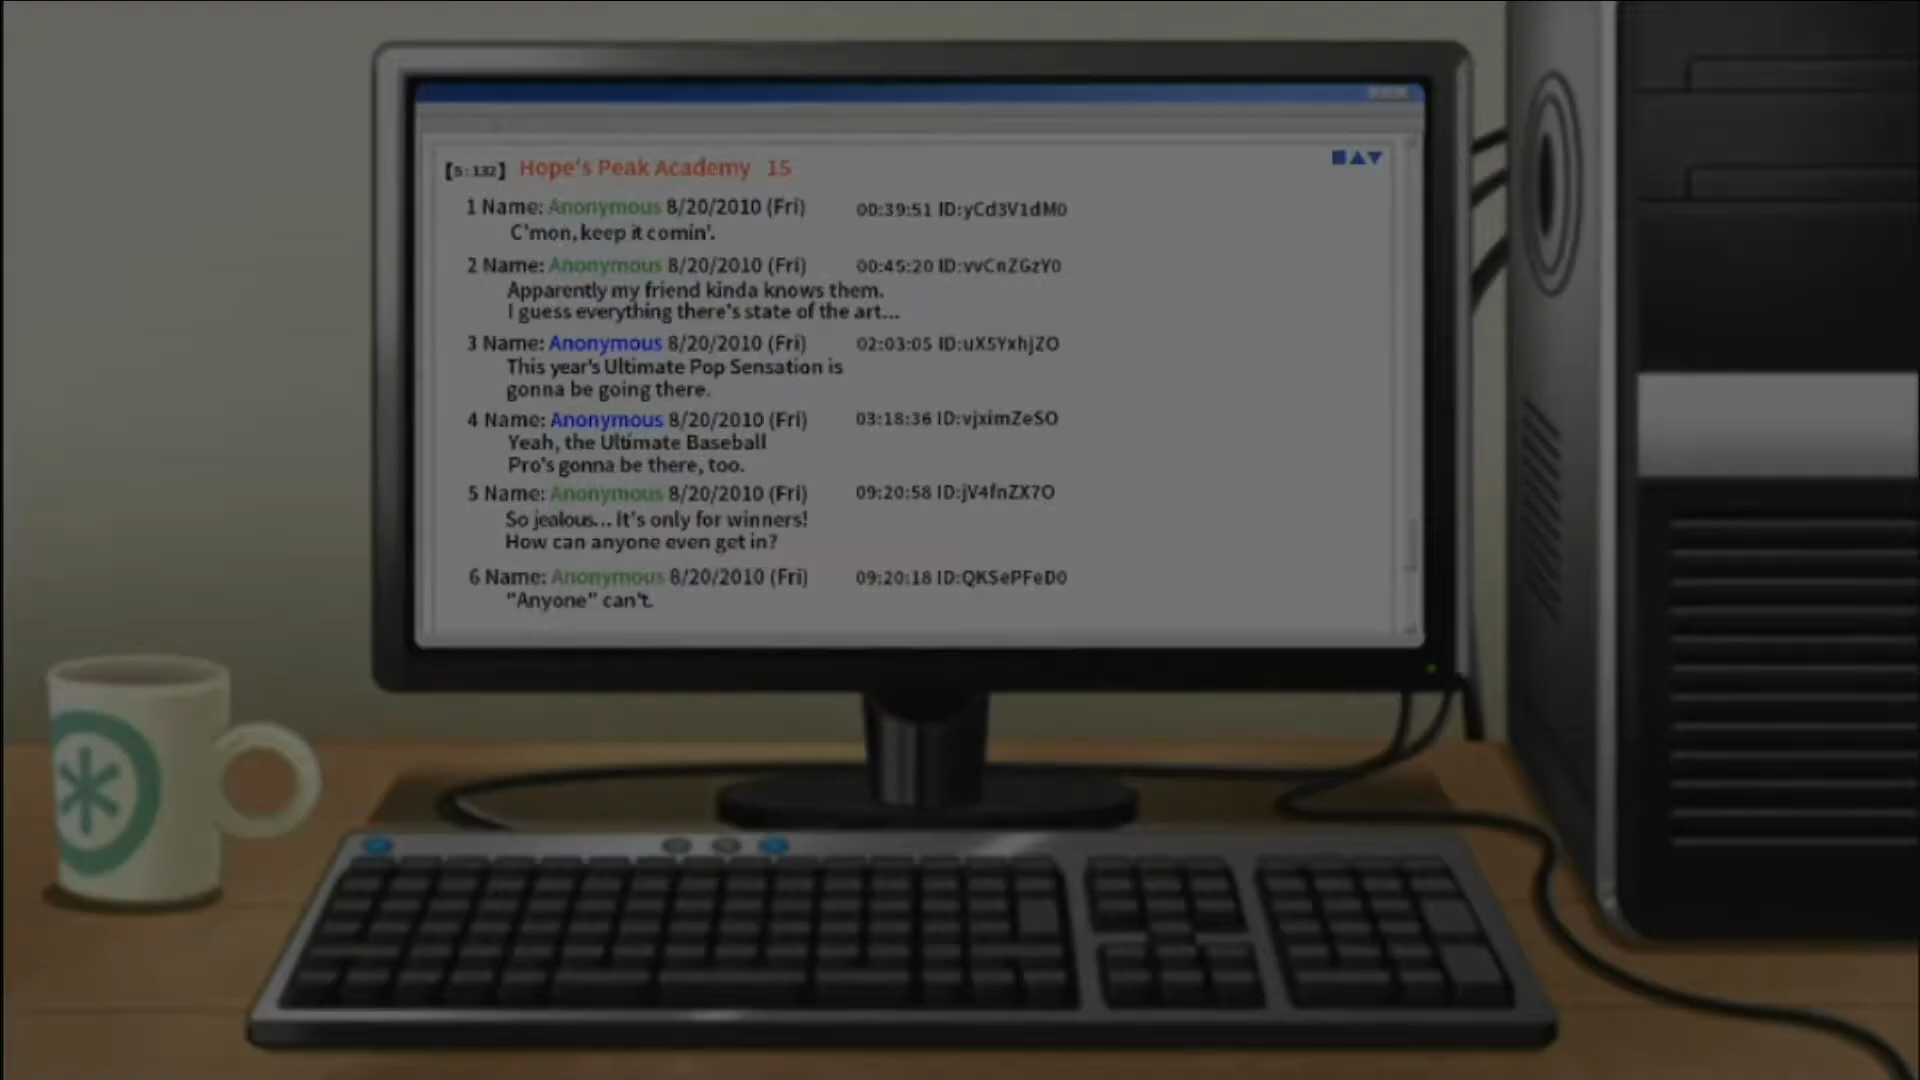 【5:132】 Hope's Peak Academy 15
1 Name: Anonymous 8/20/2010 (Fri) 00:39:51 ID:yCd3V1dM0
C'mon, keep it comin'.
2 Name: Anonymous 8/20/2010 (Fri) 00:45:20 ID:vvCnZGzY0
Apparently my friend kinda knows them.
I guess everything there's state of the art...
3 Name: Anonymous 8/20/2010 (Fri) 02:03:05 ID:uX5YxhjZO
This year's Ultimate Pop Sensation is
gonna be going there.
4 Name: Anonymous 8/20/2010 (Fri) 03:18:36 ID:vjximZeSO
Yeah, the Ultimate Baseball
Pro's gonna be there, too.
5 Name: Anonymous 8/20/2010 (Fri) 09:20:58 ID:jV4fnZX7O
So jealous... It's only for winners!
How can anyone even get in?
6 Name: Anonymous 8/20/2010 (Fri) 09:20:18 ID:QKSePFeD0
"Anyone" can't.